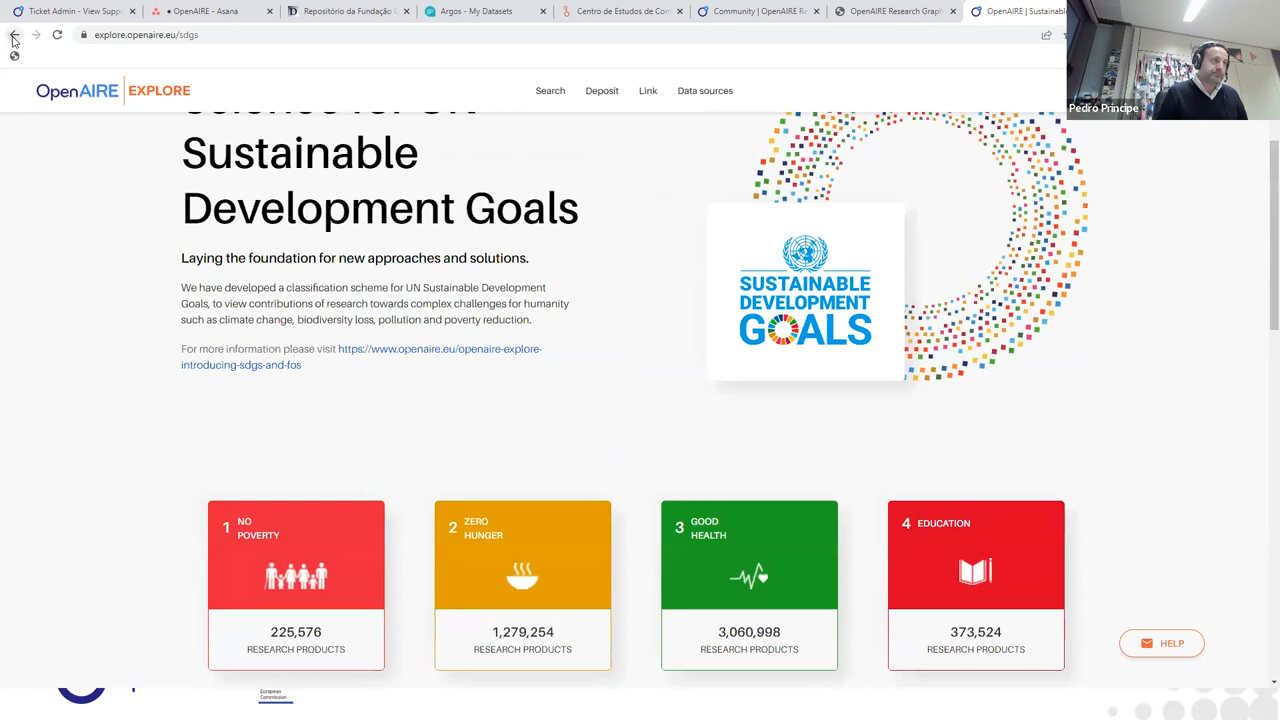 Ticket Admin - View Supp
OpenAIRE - Asana
Repositório da Fundação C
Argos - My Datasets
Centro de Estudos de Con
Community | OpenAIRE Re
OpenAIRE Research Graph
OpenAIRE | Sustainabl
explore.openaire.eu/sdgs
OpenAIRE EXPLORE
Search
Deposit
Link
Data sources
Pedro Principe
Sustainable
Development Goals
Laying the foundation for new approaches and solutions.
We have developed a classification scheme for UN Sustainable Development
Goals, to view contributions of research towards complex challenges for humanity
such as climate change, biodiversity loss, pollution and poverty reduction.
For more information please visit https://www.openaire.eu/openaire-explore-
introducing-sdgs-and-fos
SUSTAINABLE
DEVELOPMENT
GOALS
1 NO
POVERTY
225,576
RESEARCH PRODUCTS
2 ZERO
HUNGER
1,279,254
RESEARCH PRODUCTS
3 GOOD
HEALTH
3,060,998
RESEARCH PRODUCTS
4 EDUCATION
373,524
RESEARCH PRODUCTS
HELP
European
Commission